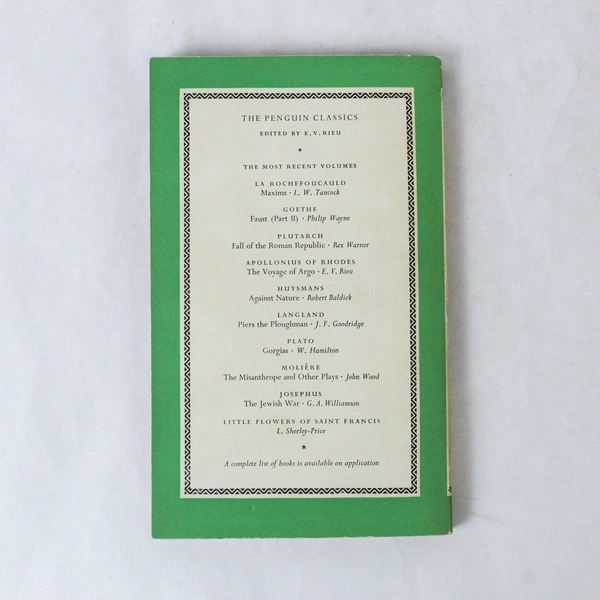 THE PENGUIN CLASSICS
EDITED BY E. V. RIEU
THE MOST RECENT VOLUMES
LA ROCHEFOUCAULD
Maxims · L. W. Tancock
GOETHE
Faust (Part II) · Philip Wayne
PLUTARCH
Fall of the Roman Republic · Rex Warner
APOLLONIUS OF RHODES
The Voyage of Argo · E. V. Rieu
HUYSMANS
Against Nature · Robert Baldick
LANGLAND
Piers the Ploughman · J. F. Goodridge
PLATO
Gorgias · W. Hamilton
MOLIÈRE
The Misanthrope and Other Plays · John Wood
JOSEPHUS
The Jewish War · G. A. Williamson
LITTLE FLOWERS OF SAINT FRANCIS
L. Sherley-Price
A complete list of books is available on application